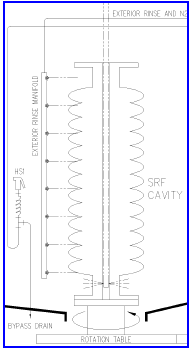 EXTERIOR RINSE AND N2
EXTERIOR RINSE MANIFOLD
HSI
SRF
CAVITY
BYPASS DRAIN
ROTATION TABLE